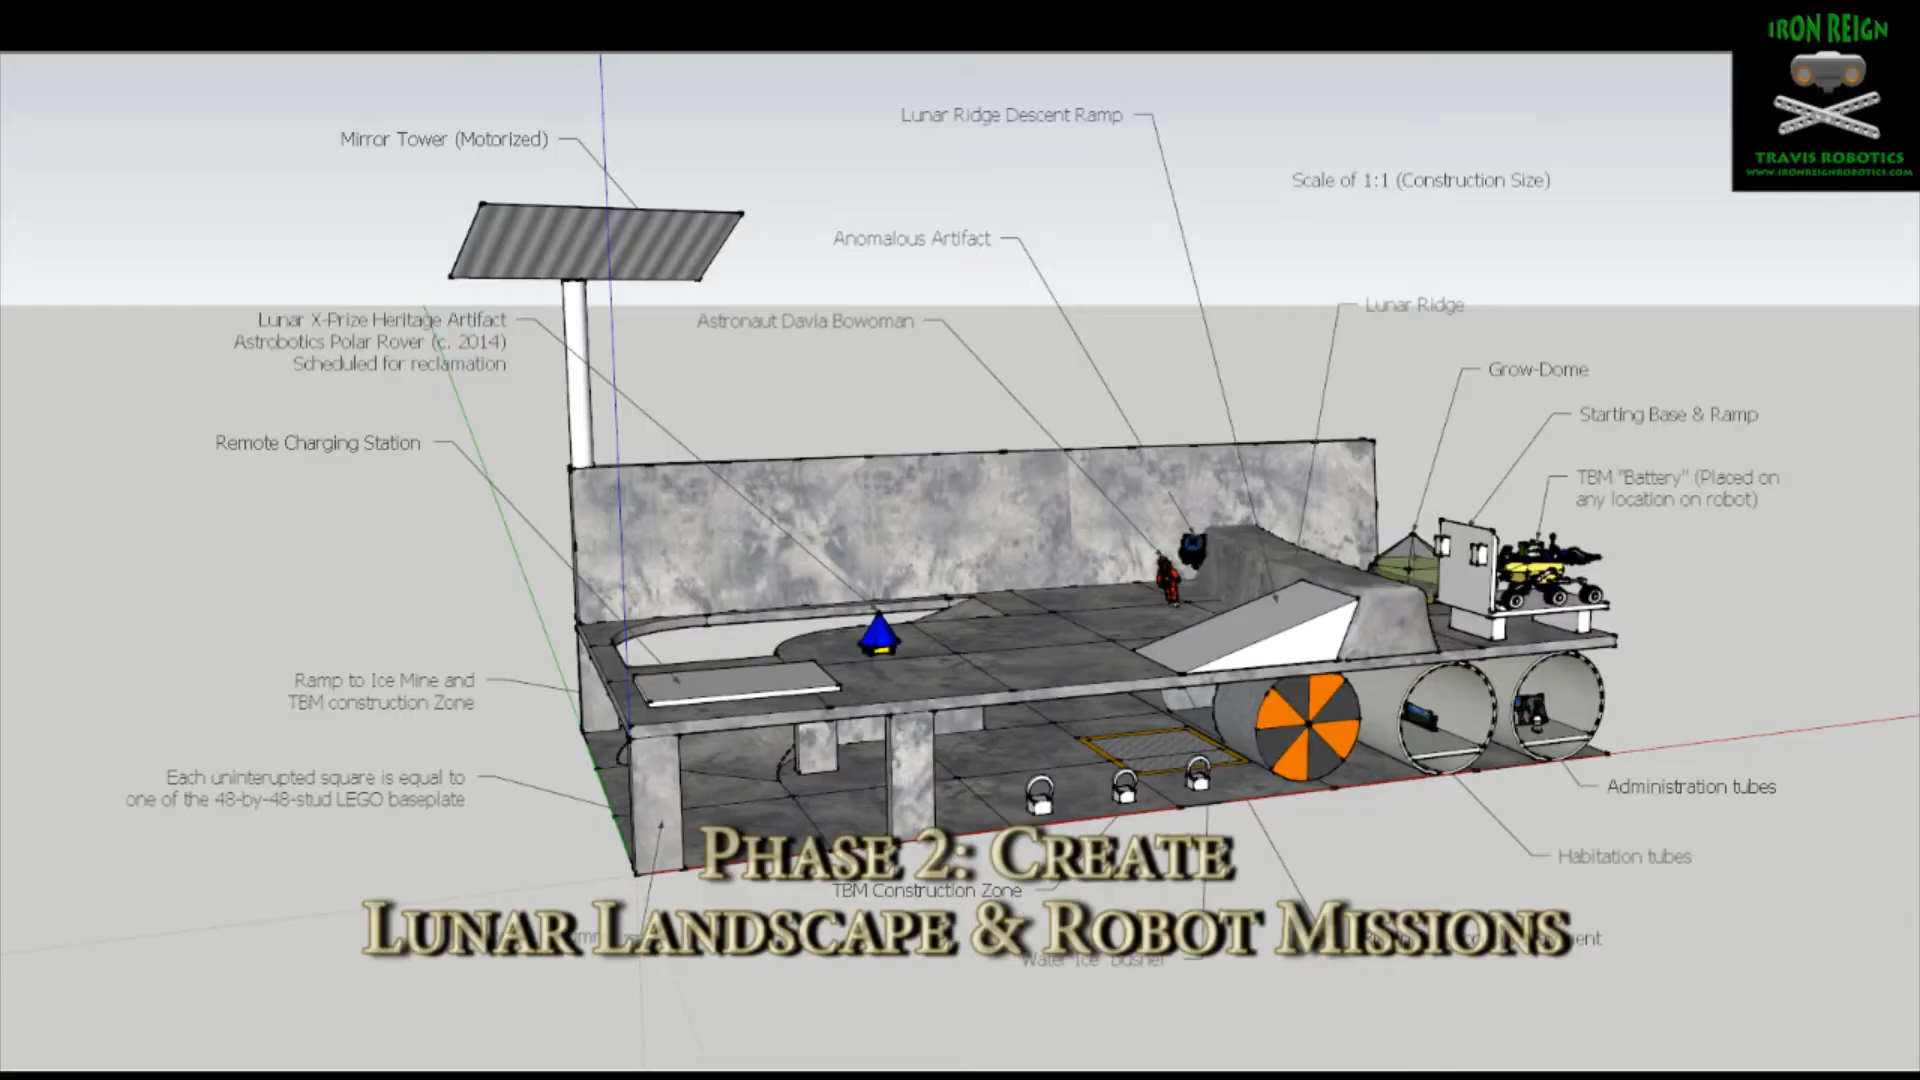 IRON REIGN
TRAVIS ROBOTICS
WWW.IRONREIGNROBOTICS.COM
Lunar Ridge Descent Ramp
Mirror Tower (Motorized)
Scale of 1:1 (Construction Size)
Anomalous Artifact
Lunar Ridge
Lunar X-Prize Heritage Artifact
Astrobotics Polar Rover (c. 2014)
Scheduled for reclamation
Astronaut Davia Bowoman
Grow-Dome
Starting Base & Ramp
Remote Charging Station
TBM "Battery" (Placed on
any location on robot)
Ramp to Ice Mine and
TBM construction Zone
Each uninterupted square is equal to
one of the 48-by-48-stud LEGO baseplate
Administration tubes
Habitation tubes
PHASE 2: CREATE
TBM Construction Zone
LUNAR LANDSCAPE & ROBOT MISSIONS
Water Ice